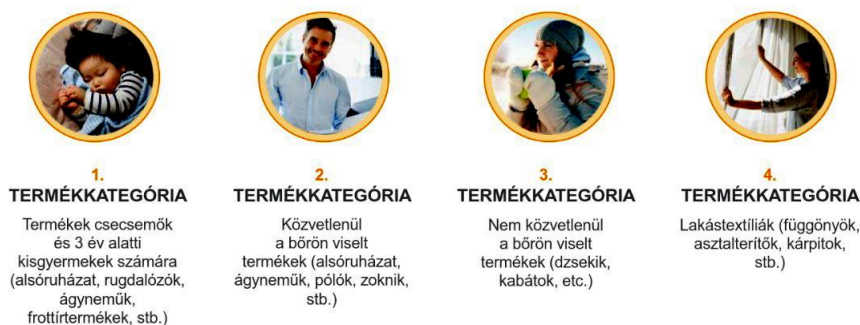 1.
TERMÉKKATEGÓRIA
Termékek csecsemők
és 3 év alatti
kisgyermekek számára
(alsóruházat, rugdalózók,
ágyneműk,
frottírtermékek, stb.)
2.
TERMÉKKATEGÓRIA
Közvetlenül
a bőrön viselt
termékek (alsóruházat,
ágyneműk, pólók, zoknik,
stb.)
3.
TERMÉKKATEGÓRIA
Nem közvetlenül
a bőrön viselt
termékek (dzsekik,
kabátok, etc.)
4.
TERMÉKKATEGÓRIA
Lakástextíliák (függönyök,
asztalterítők, kárpitok,
stb.)